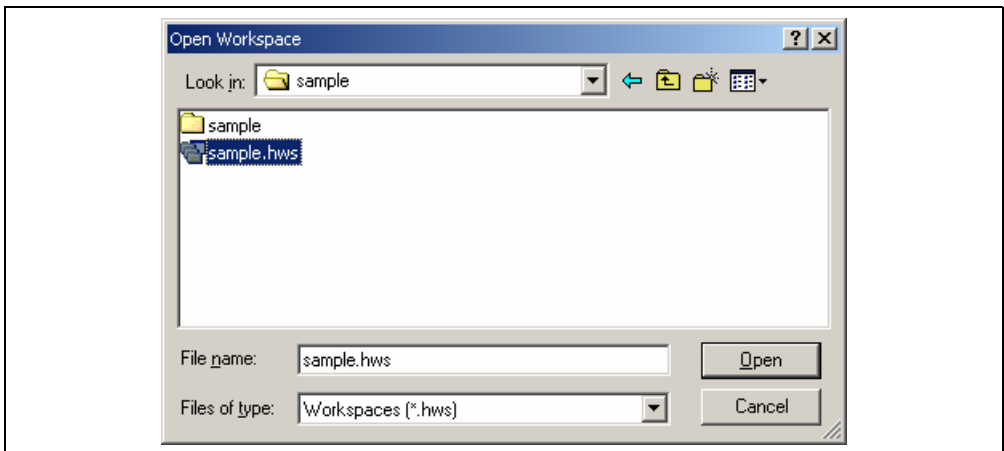 Open Workspace
Look in: sample
sample
sample.hws
File name: sample.hws
Open
Files of type: Workspaces (*.hws)
Cancel